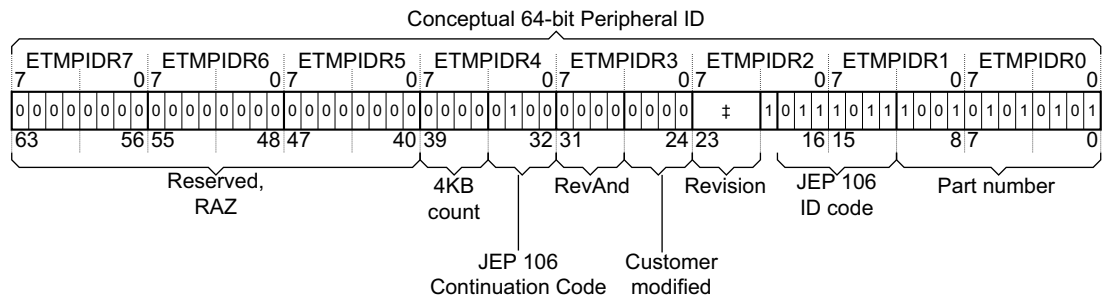 Conceptual 64-bit Peripheral ID
ETMPIDR7 ETMPIDR6 ETMPIDR5 ETMPIDR4 ETMPIDR3 ETMPIDR2 ETMPIDR1 ETMPIDR0
7 0 7 0 7 0 7 0 7 0 7 0 7 0 7 0
0 0 0 0 0 0 0 0 0 0 0 0 0 0 0 0 0 0 0 0 0 0 0 0 0 0 0 0 0 1 0 0 0 0 0 0 0 0 0 0 ‡ 1 0 1 1 1 0 1 1 1 0 0 1 0 1 0 1 0 1 0 1
63 56 55 48 47 40 39 32 31 24 23 16 15 8 7 0
Reserved,
RAZ
4KB
count
RevAnd
Revision
JEP 106
ID code
Part number
JEP 106
Continuation Code
Customer
modified